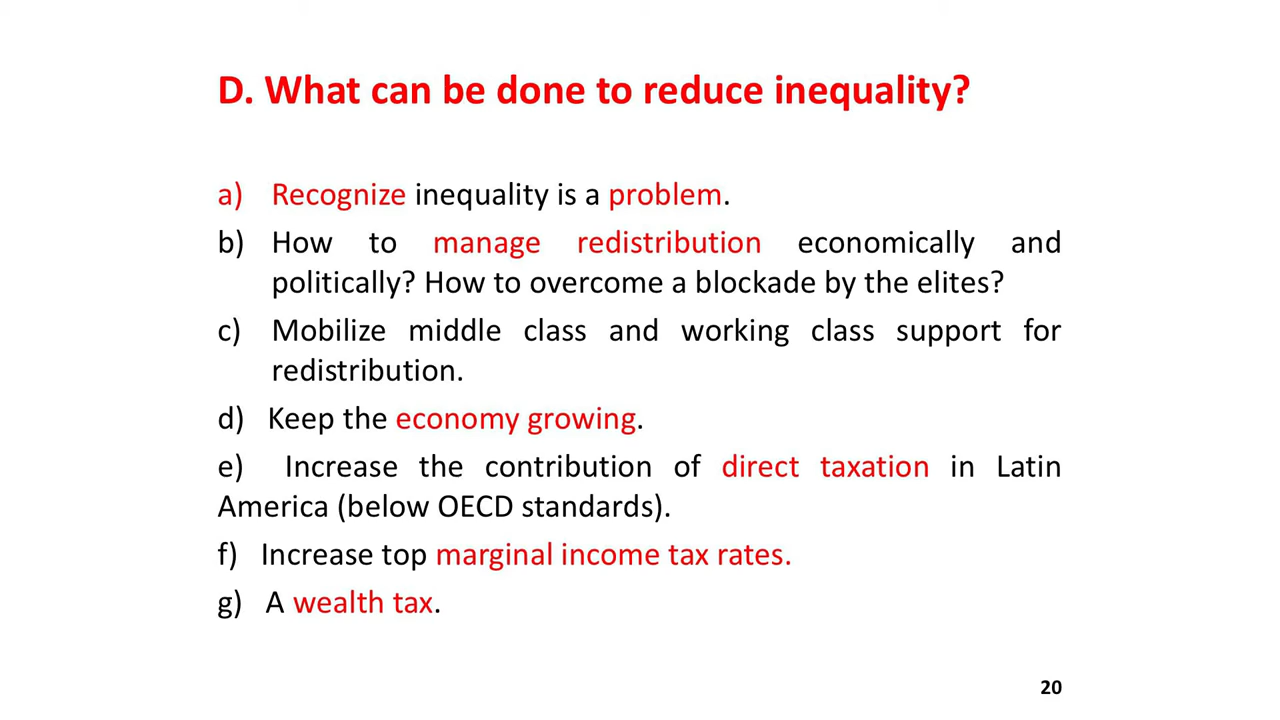 D. What can be done to reduce inequality?
a) Recognize inequality is a problem.
b) How to manage redistribution economically and
politically? How to overcome a blockade by the elites?
c) Mobilize middle class and working class support for
redistribution.
d) Keep the economy growing.
e) Increase the contribution of direct taxation in Latin
America (below OECD standards).
f) Increase top marginal income tax rates.
g) A wealth tax.
20